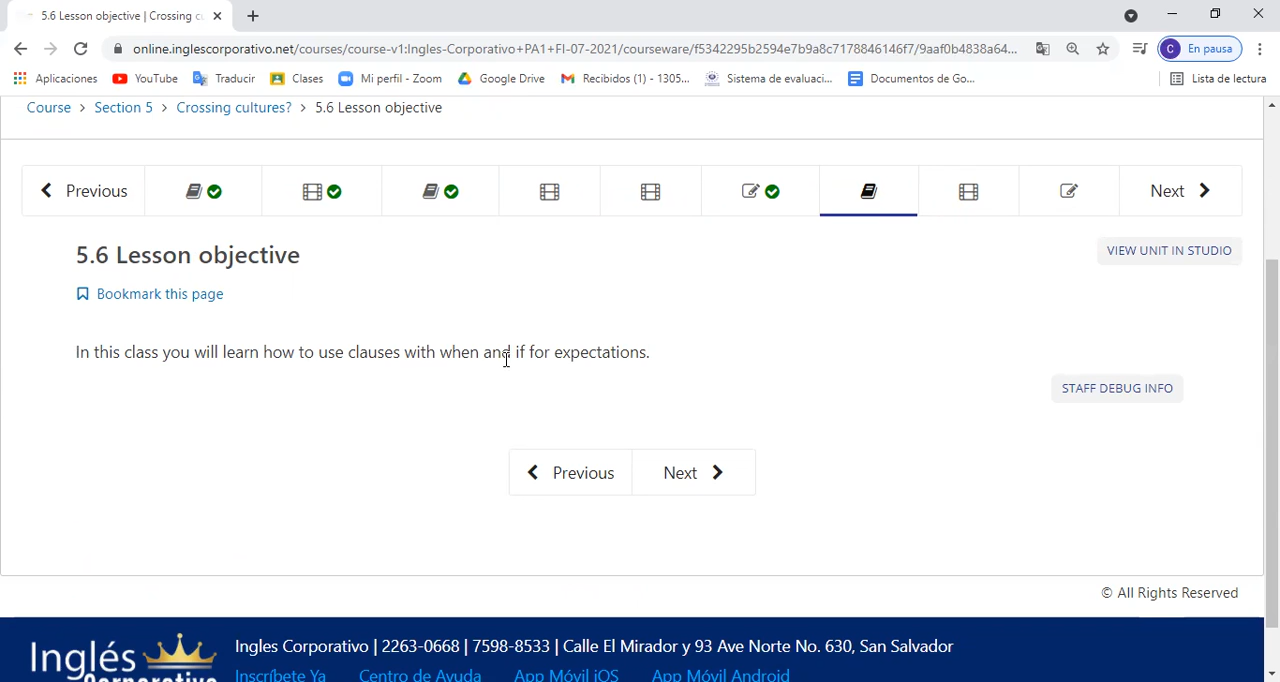 5.6 Lesson objective | Crossing cu
online.inglescorporativo.net/courses/course-v1:Ingles-Corporativo+PA1+FI-07-2021/courseware/f5342295b2594e7b9a8c7178846146f7/9aaf0b4838a64...
C En pausa
Aplicaciones YouTube Traducir Clases Mi perfil - Zoom Google Drive Recibidos (1) - 1305... Sistema de evaluaci... Documentos de Go... Lista de lectura
Course > Section 5 > Crossing cultures? > 5.6 Lesson objective
Previous Next
5.6 Lesson objective
VIEW UNIT IN STUDIO
Bookmark this page
In this class you will learn how to use clauses with when and if for expectations.
STAFF DEBUG INFO
Previous Next
© All Rights Reserved
Inglés Corporativo
Ingles Corporativo | 2263-0668 | 7598-8533 | Calle El Mirador y 93 Ave Norte No. 630, San Salvador
Inscríbete Ya Centro de Ayuda App Móvil iOS App Móvil Android